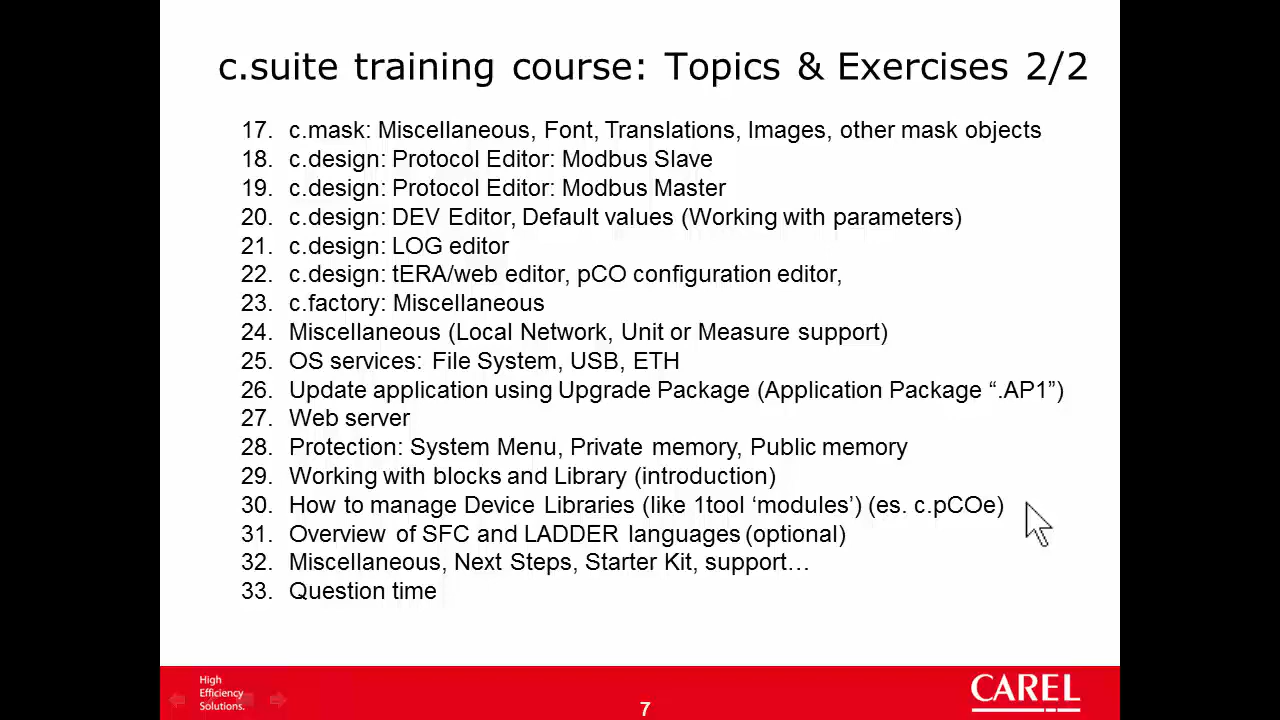 c.suite training course: Topics & Exercises 2/2
17. c.mask: Miscellaneous, Font, Translations, Images, other mask objects
18. c.design: Protocol Editor: Modbus Slave
19. c.design: Protocol Editor: Modbus Master
20. c.design: DEV Editor, Default values (Working with parameters)
21. c.design: LOG editor
22. c.design: tERA/web editor, pCO configuration editor,
23. c.factory: Miscellaneous
24. Miscellaneous (Local Network, Unit or Measure support)
25. OS services: File System, USB, ETH
26. Update application using Upgrade Package (Application Package “.AP1”)
27. Web server
28. Protection: System Menu, Private memory, Public memory
29. Working with blocks and Library (introduction)
30. How to manage Device Libraries (like 1tool ‘modules’) (es. c.pCOe)
31. Overview of SFC and LADDER languages (optional)
32. Miscellaneous, Next Steps, Starter Kit, support…
33. Question time
High
Efficiency
Solutions.
7
CAREL